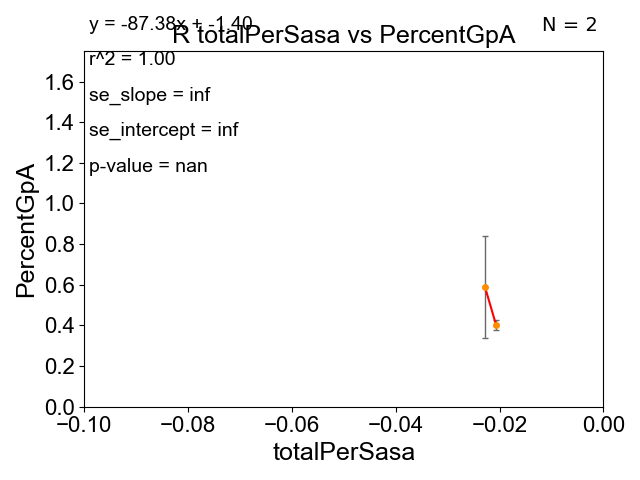 y = -87.38x + -1.40
N = 2
R totalPerSasa vs PercentGpA
r^2 = 1.00
se_slope = inf
se_intercept = inf
p-value = nan
PercentGpA
1.6
1.4
1.2
1.0
0.8
0.6
0.4
0.2
0.0
−0.10 −0.08 −0.06 −0.04 −0.02 0.00
totalPerSasa